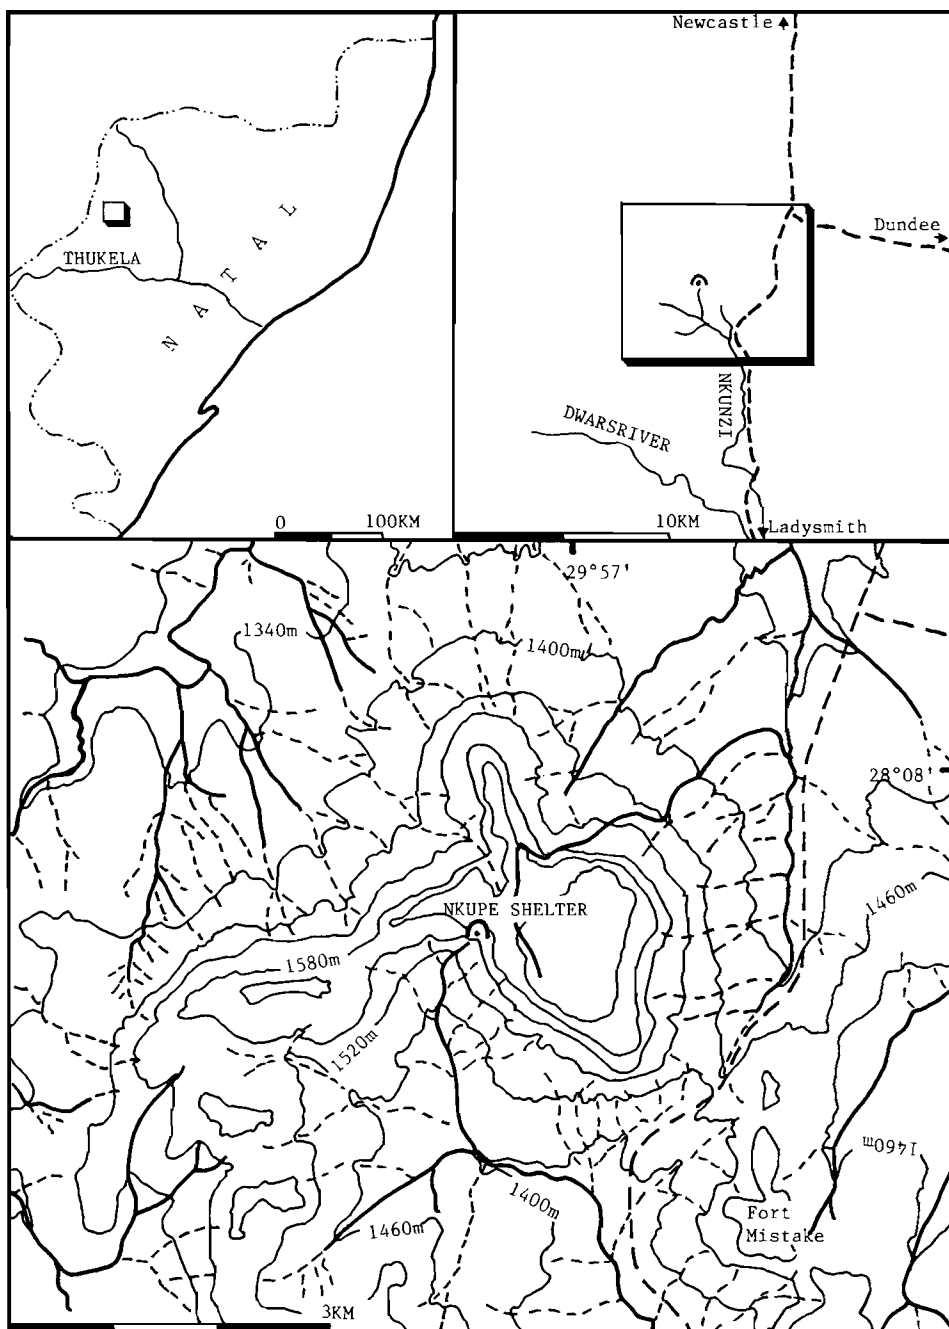 THUKELA
NATAL
0 100KM
Newcastle
Dundee
NKUNZI
DWARSRIVER
10KM
Ladysmith
29°57'
1340m
1400m
28°08'
NKUPE SHELTER
1460m
1580m
1520m
1460m
1400m
1460m
Fort
Mistake
3KM